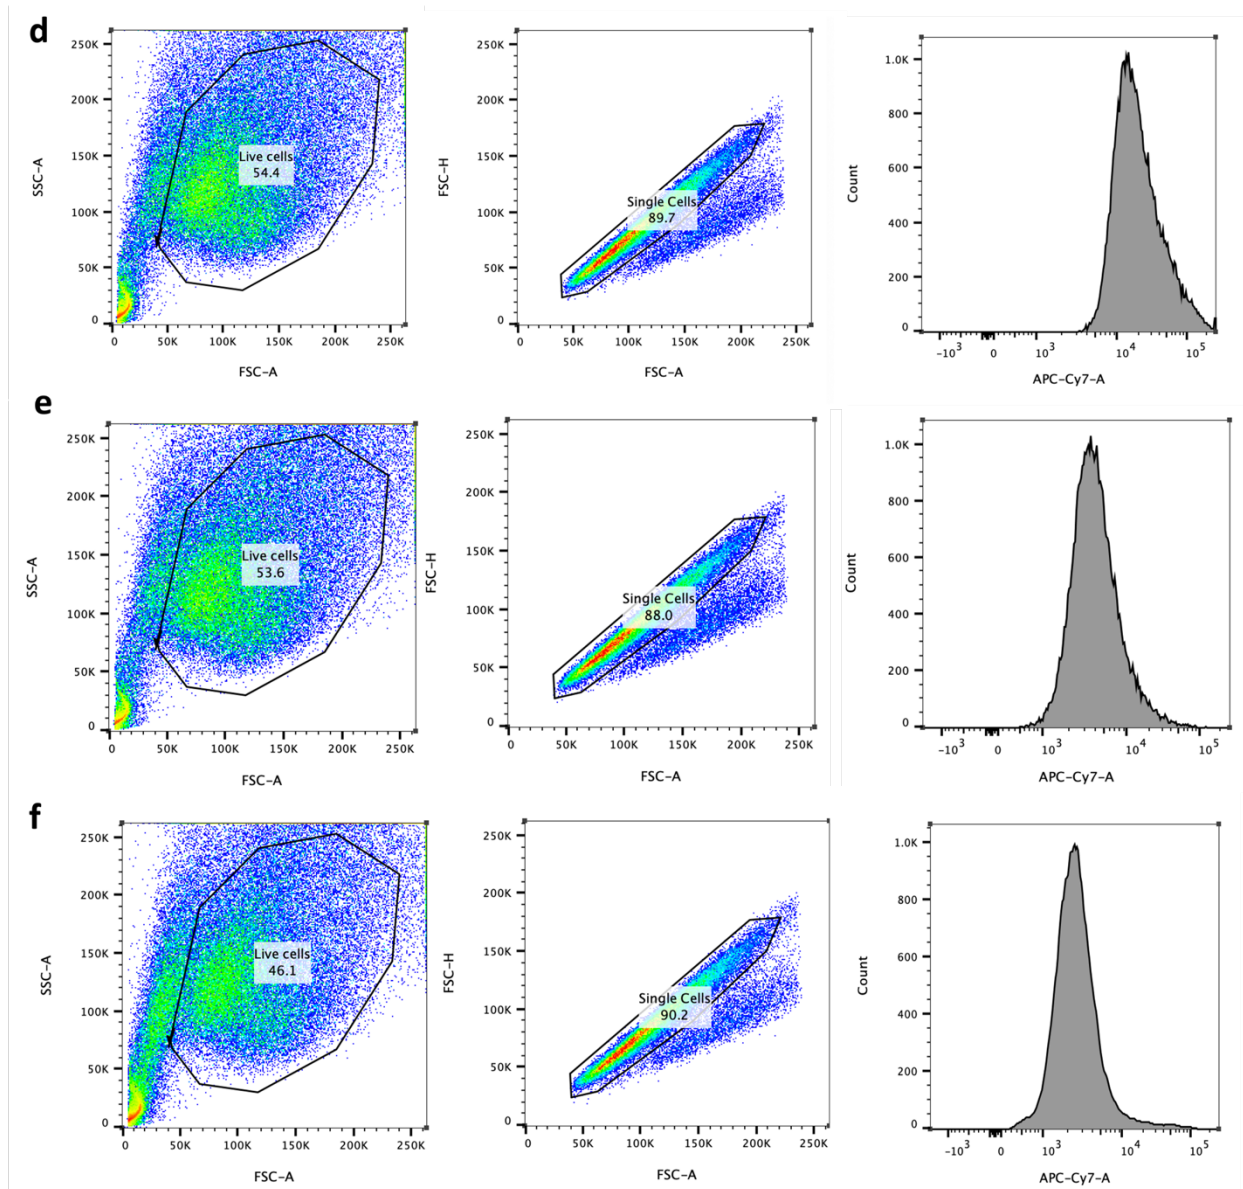 d
250K
200K
150K
100K
50K
0
SSC-A
Live cells
54.4
0 50K 100K 150K 200K 250K
FSC-A
250K
200K
150K
100K
50K
0
FSC-H
Single Cells
89.7
0 50K 100K 150K 200K 250K
FSC-A
1.0K
800
600
400
200
0
Count
-10³ 0 10³ 10⁴ 10⁵
APC-Cy7-A
e
250K
200K
150K
100K
50K
0
SSC-A
Live cells
53.6
0 50K 100K 150K 200K 250K
FSC-A
250K
200K
150K
100K
50K
0
FSC-H
Single Cells
88.0
0 50K 100K 150K 200K 250K
FSC-A
1.0K
800
600
400
200
0
Count
-10³ 0 10³ 10⁴ 10⁵
APC-Cy7-A
f
250K
200K
150K
100K
50K
0
SSC-A
Live cells
46.1
0 50K 100K 150K 200K 250K
FSC-A
250K
200K
150K
100K
50K
0
FSC-H
Single Cells
90.2
0 50K 100K 150K 200K 250K
FSC-A
1.0K
800
600
400
200
0
Count
-10³ 0 10³ 10⁴ 10⁵
APC-Cy7-A